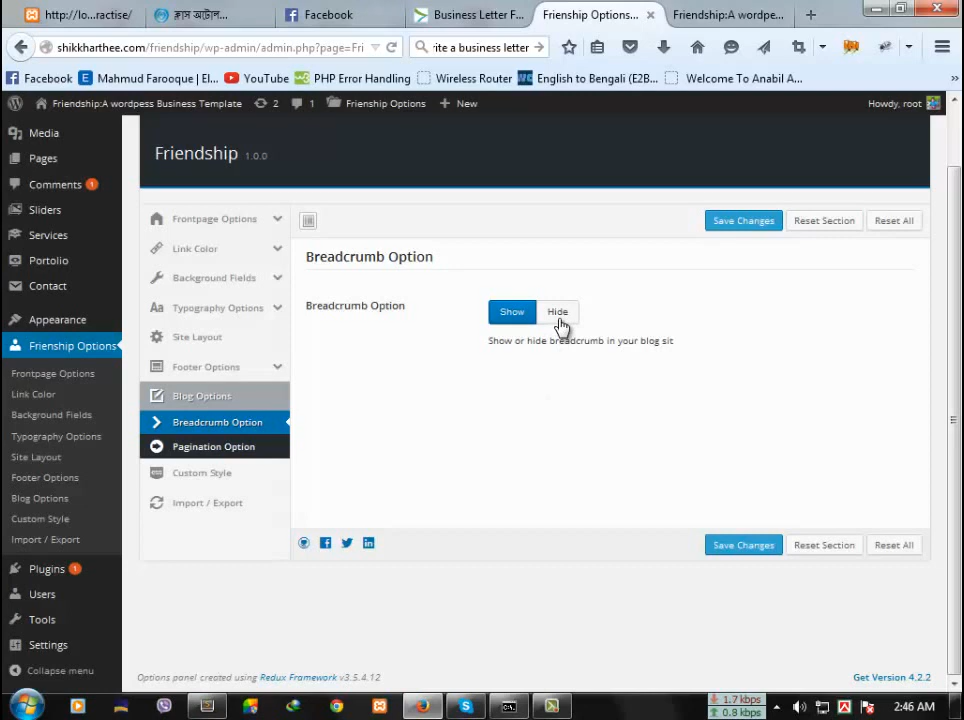 http://lo...ractise/
ক্লাস অ্যাটাল...
Facebook
Business Letter F...
Frienship Options...
Friendship:A wordpe...
shikkharthee.com/friendship/wp-admin/admin.php?page=Fri
rite a business letter
Facebook
Mahmud Farooque | El...
YouTube
PHP Error Handling
Wireless Router
English to Bengali (E2B...
Welcome To Anabil A...
Friendship:A wordpess Business Template
2
1
Frienship Options
New
Howdy, root
Media
Pages
Comments 1
Sliders
Services
Portolio
Contact
Appearance
Frienship Options
Frontpage Options
Link Color
Background Fields
Typography Options
Site Layout
Footer Options
Blog Options
Custom Style
Import / Export
Plugins 1
Users
Tools
Settings
Collapse menu
Friendship 1.0.0
Frontpage Options
Link Color
Background Fields
Typography Options
Site Layout
Footer Options
Blog Options
Breadcrumb Option
Pagination Option
Custom Style
Import / Export
Save Changes
Reset Section
Reset All
Breadcrumb Option
Breadcrumb Option
Show
Hide
Show or hide breadcrumb in your blog sit
Save Changes
Reset Section
Reset All
Options panel created using Redux Framework v3.5.4.12
Get Version 4.2.2
1.7 kbps
0.8 kbps
2:46 AM